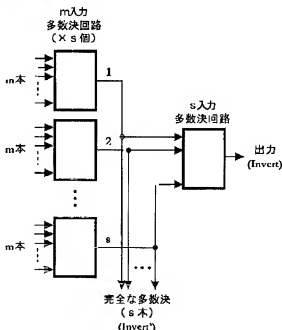 m入力
多数決回路
(×s個)
m本
1
s入力
多数決回路
m本
2
出力
(Invert)
m本
s
完全な多数決
(s本)
(Invert')